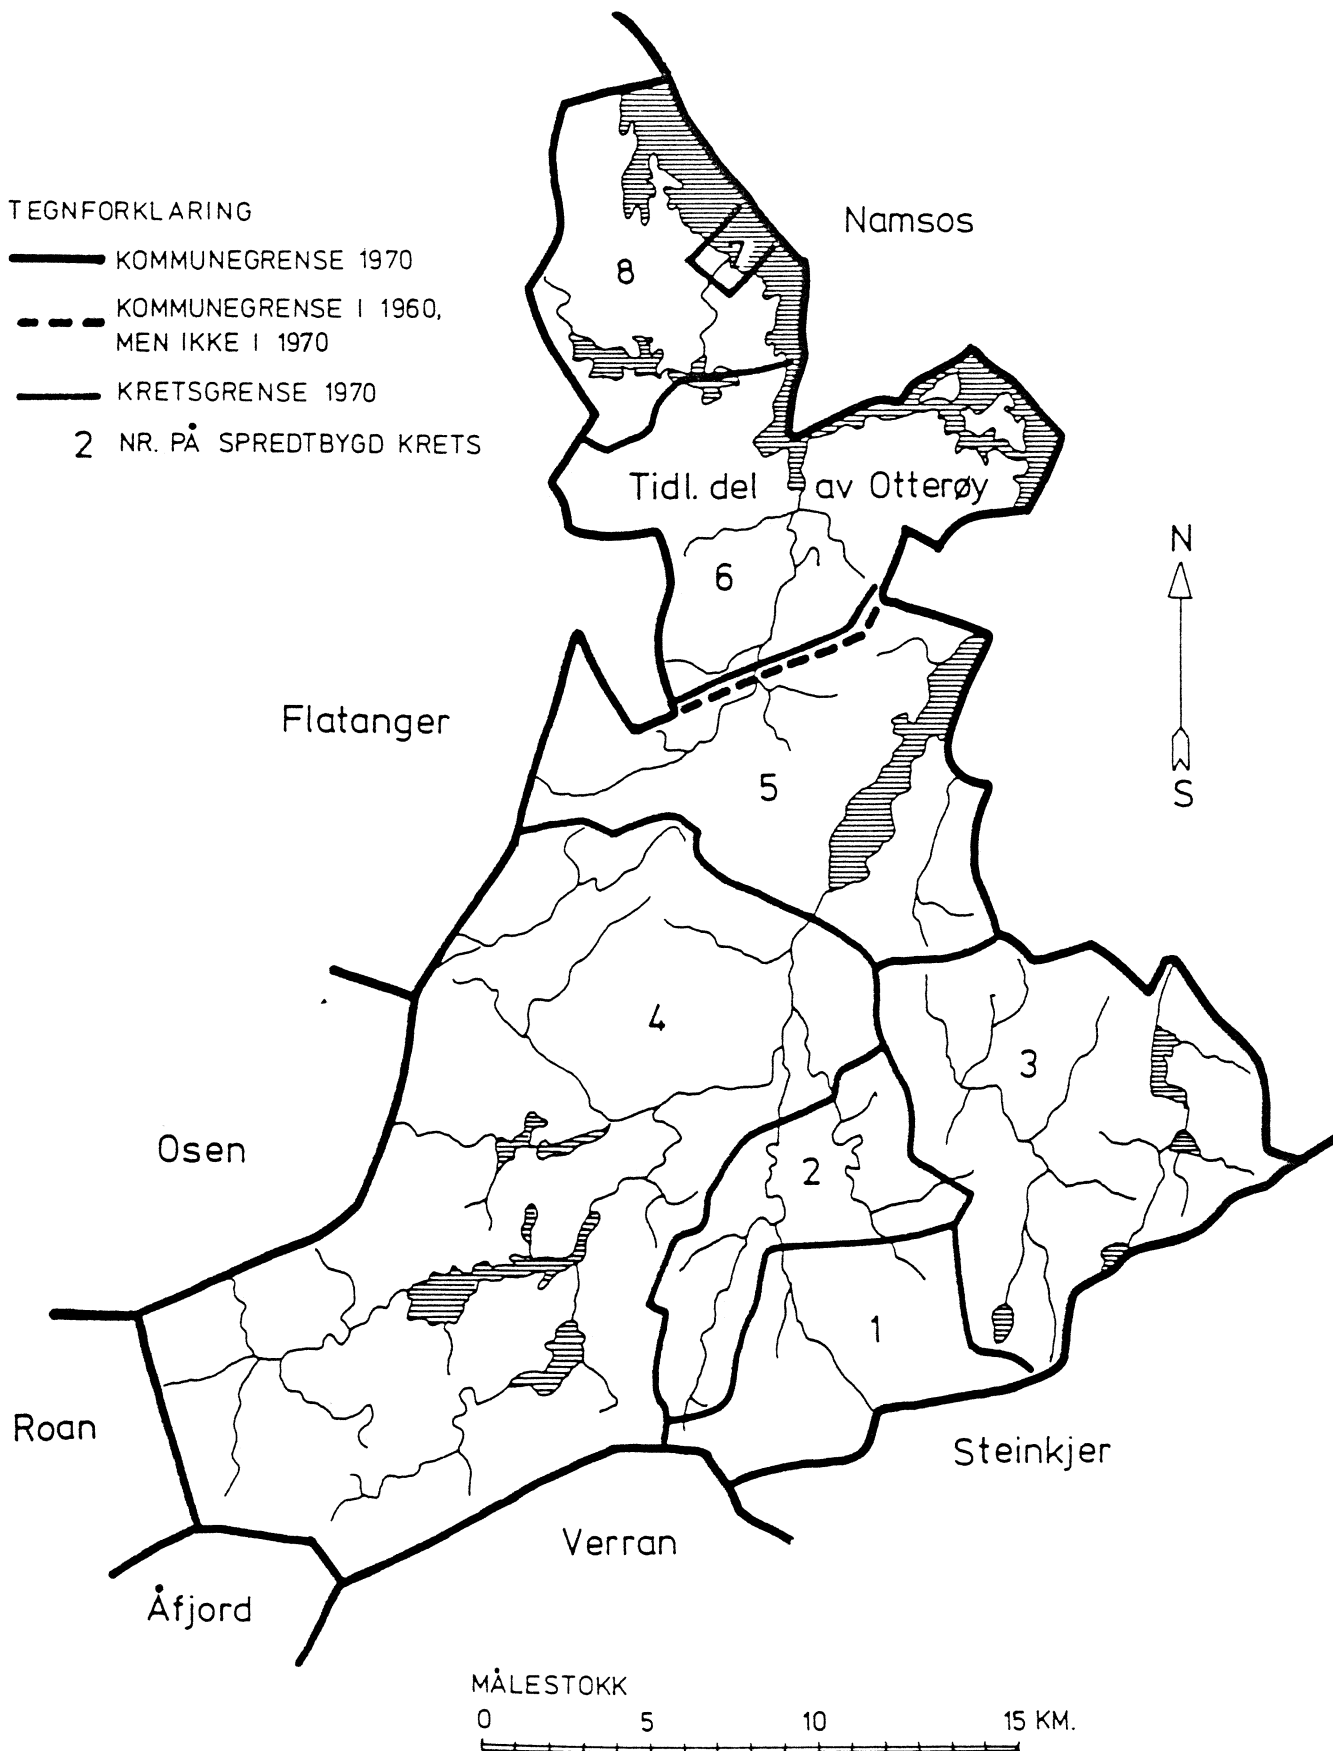 TEGNFORKLARING
KOMMUNEGRENSE 1970
KOMMUNEGRENSE I 1960,
MEN IKKE I 1970
KRETSGRENSE 1970
2 NR. PÅ SPREDTBYGD KRETS
Namsos
7
8
Tidl. del av Otterøy
6
N
S
Flatanger
5
4
3
Osen
2
1
Roan
Steinkjer
Verran
Åfjord
MÅLESTOKK
0 5 10 15 KM.